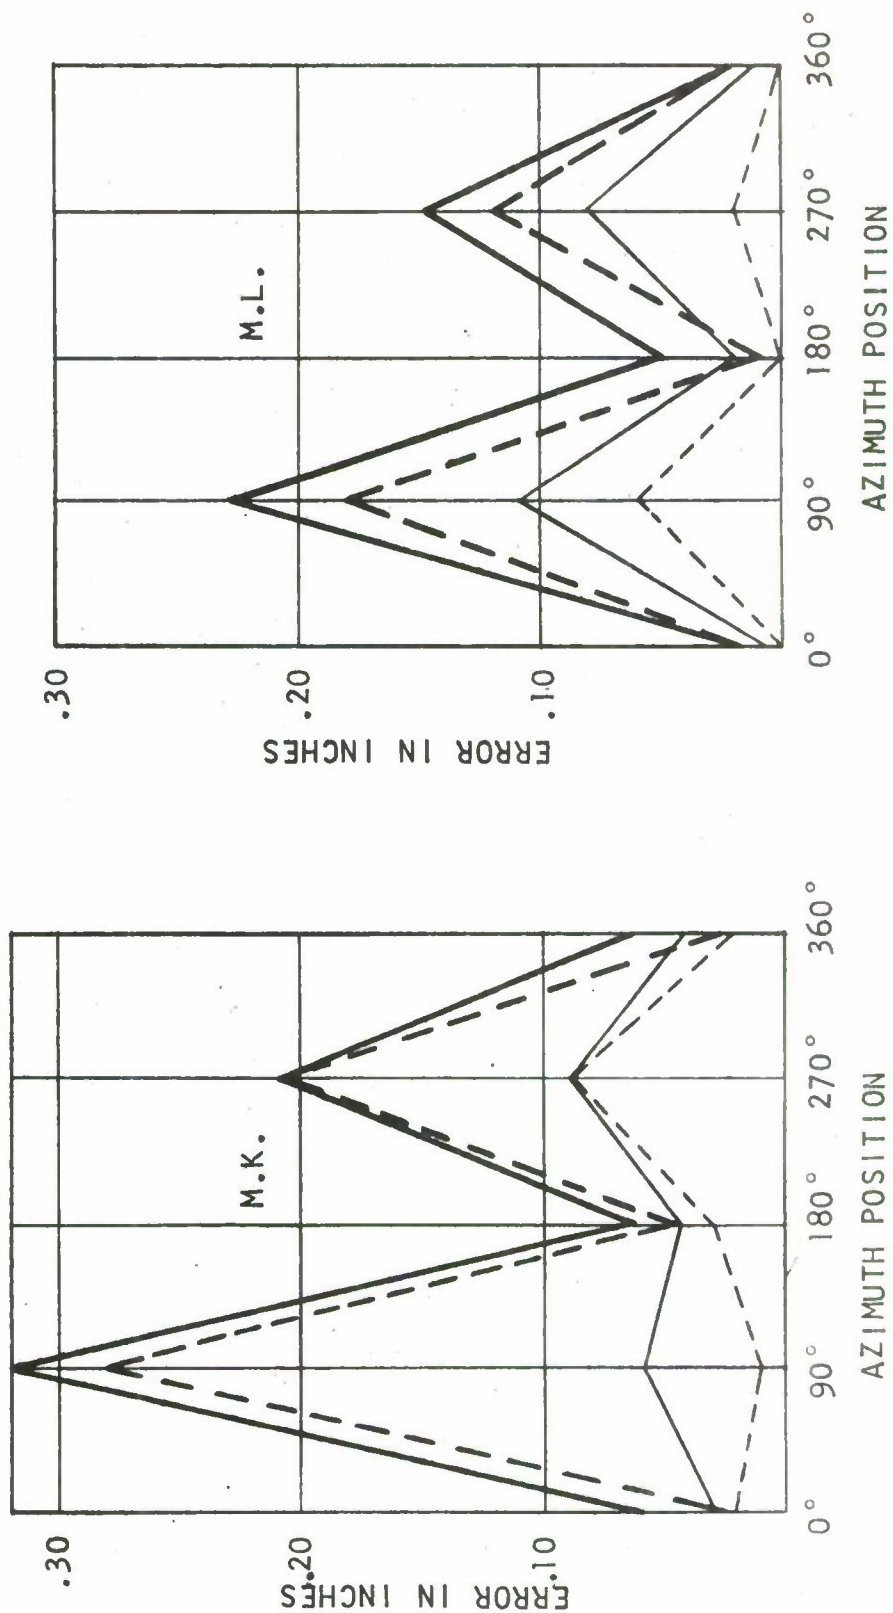 M.K.
ERROR IN INCHES
.30
.20
.10
0°
90°
180°
270°
360°
AZIMUTH POSITION
M.L.
ERROR IN INCHES
.30
.20
.10
0°
90°
180°
270°
360°
AZIMUTH POSITION